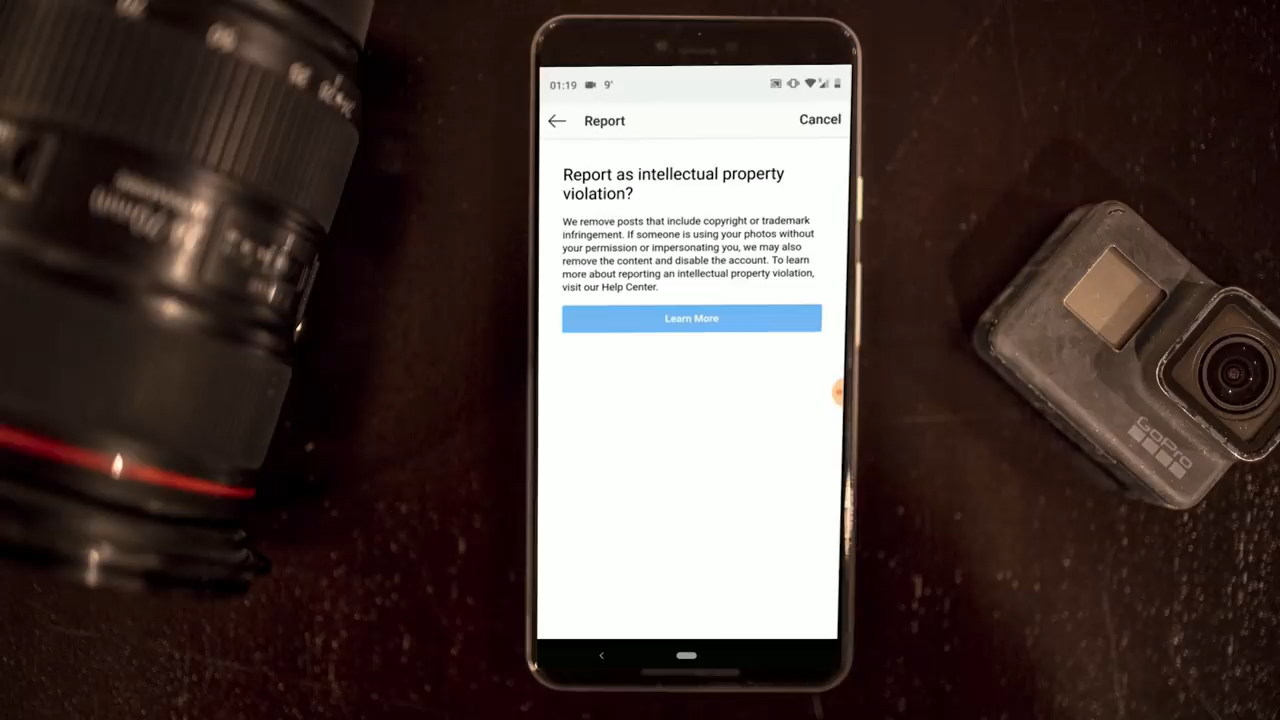 01:19 9°
Report
Cancel
Report as intellectual property
violation?
We remove posts that include copyright or trademark
infringement. If someone is using your photos without
your permission or impersonating you, we may also
remove the content and disable the account. To learn
more about reporting an intellectual property violation,
visit our Help Center.
Learn More
GoPro